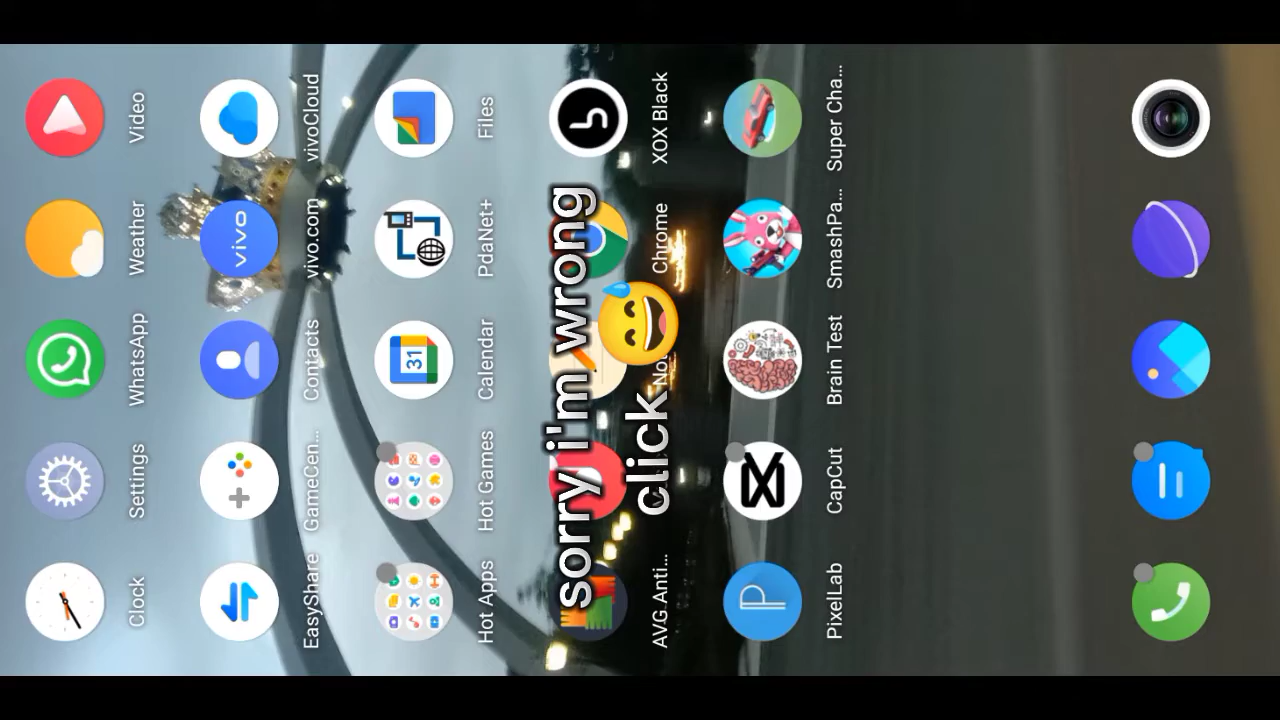 Clock Settings WhatsApp Weather Video
vivo
EasyShare GameCen... Contacts vivo.com vivoCloud
31
Hot Apps Hot Games Calendar PdaNet+ Files
sorry i'm wrong
click
AVG Anti... Chrome XOX Black
PixelLab CapCut Brain Test SmashPa... Super Cha...